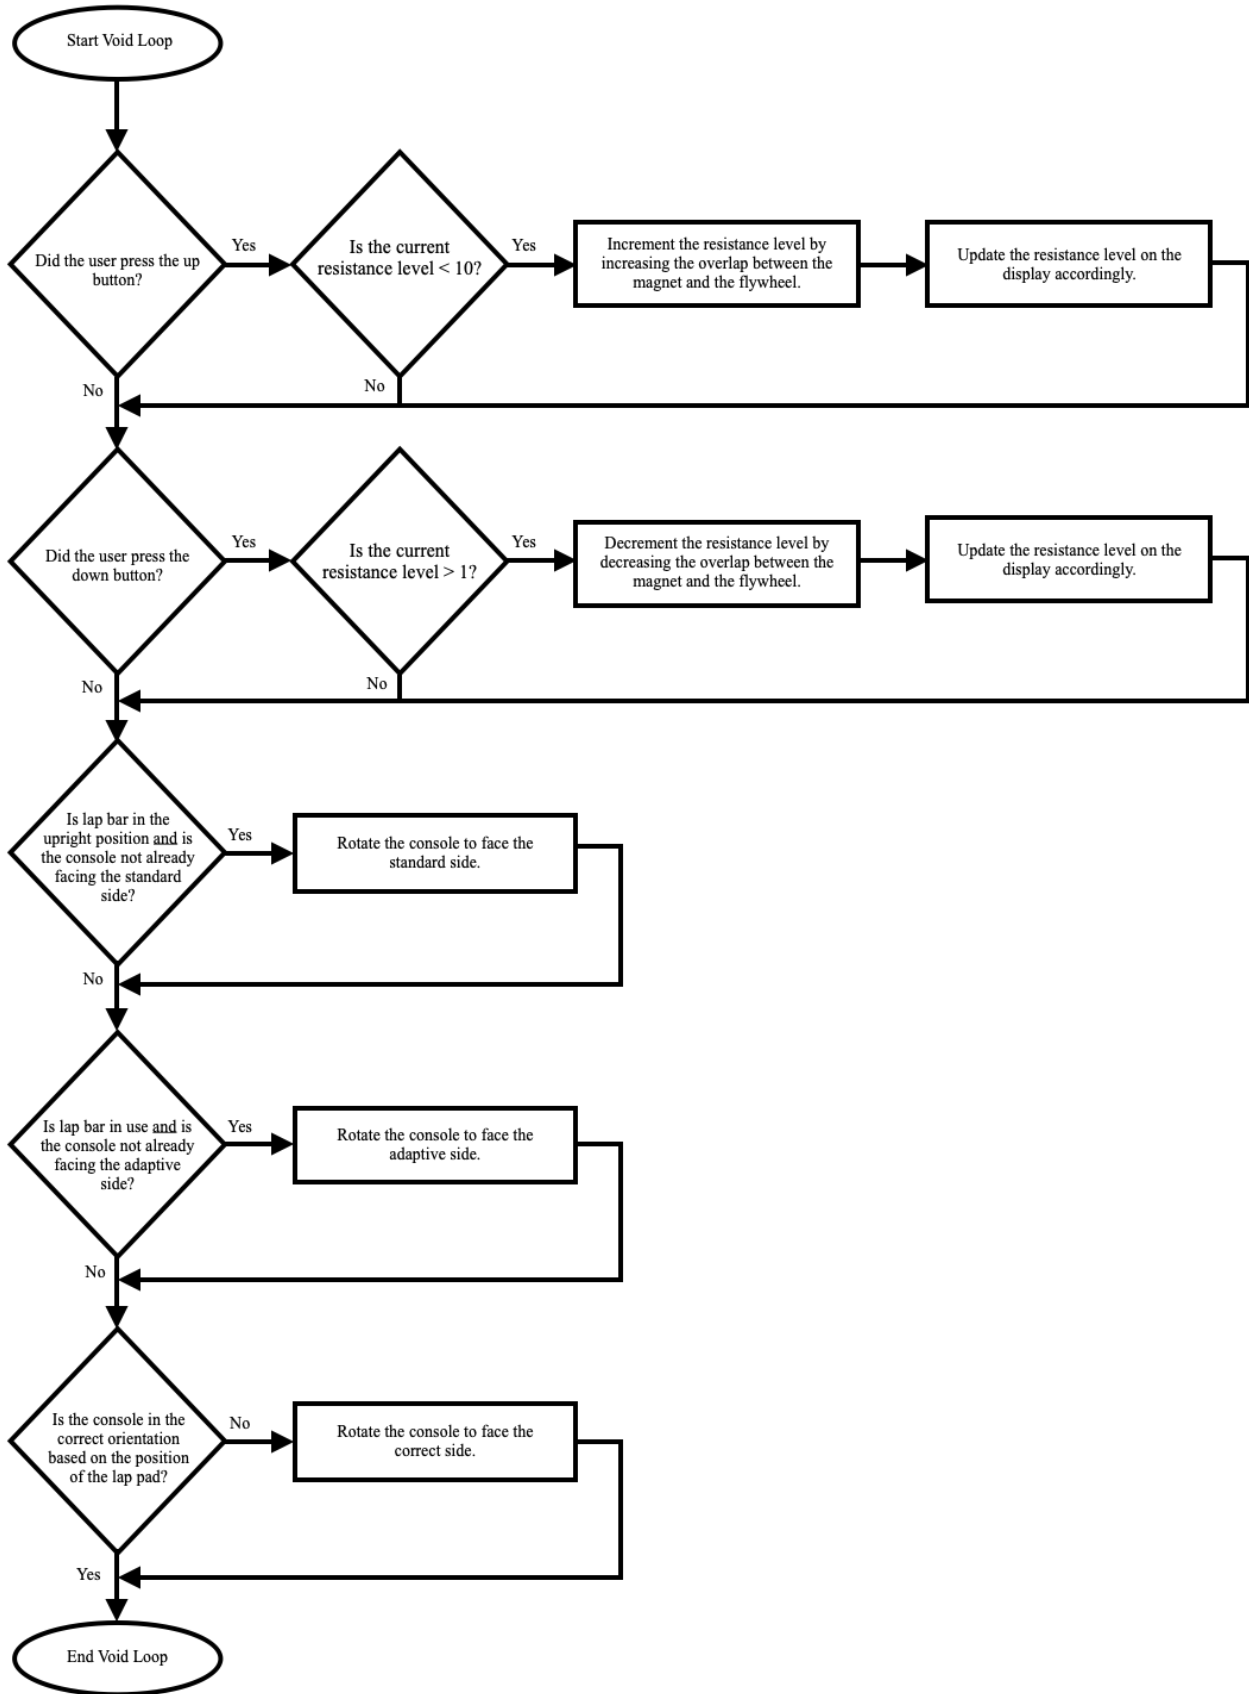 Start Void Loop
Did the user press the up
button?
Yes
Is the current
resistance level < 10?
Yes
Increment the resistance level by
increasing the overlap between the
magnet and the flywheel.
Update the resistance level on the
display accordingly.
No
No
Did the user press the
down button?
Yes
Is the current
resistance level > 1?
Yes
Decrement the resistance level by
decreasing the overlap between the
magnet and the flywheel.
Update the resistance level on the
display accordingly.
No
No
Is lap bar in the
upright position and is
the console not already
facing the standard
side?
Yes
Rotate the console to face the
standard side.
No
Is lap bar in use and is
the console not already
facing the adaptive
side?
Yes
Rotate the console to face the
adaptive side.
No
Is the console in the
correct orientation
based on the position
of the lap pad?
No
Rotate the console to face the
correct side.
Yes
End Void Loop